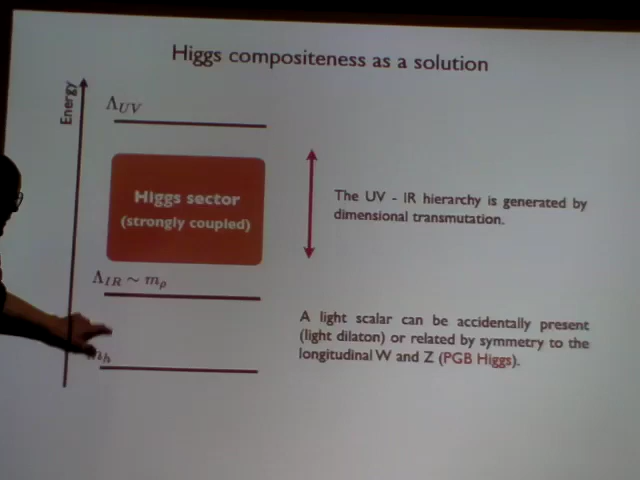 Higgs compositeness as a solution
Energy
Λ_UV
Higgs sector
(strongly coupled)
The UV - IR hierarchy is generated by
dimensional transmutation.
Λ_IR ∼ m_ρ
A light scalar can be accidentally present
(light dilaton) or related by symmetry to the
longitudinal W and Z (PGB Higgs).
m_h